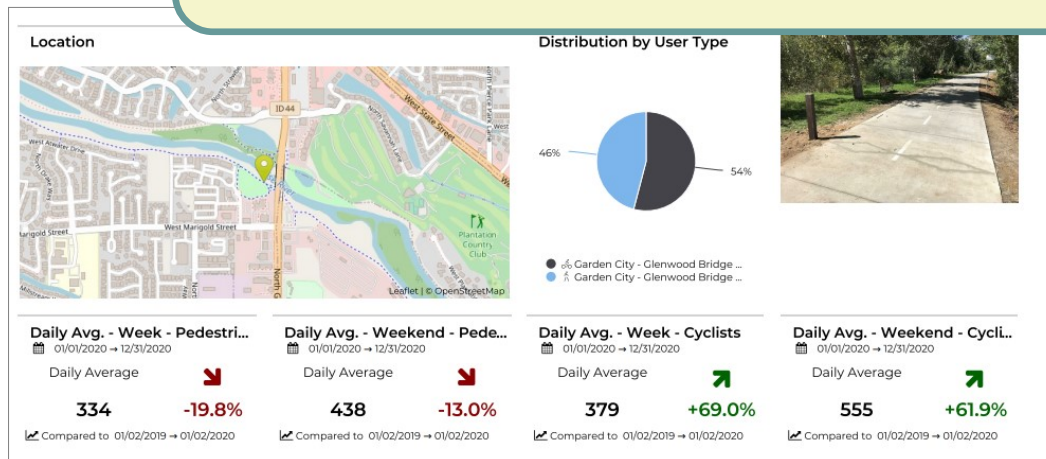 Location
Distribution by User Type
ID 44
West State Street
West Atwater Drive
West Marigold Street
Plantation
Country
Club
Leaflet | © OpenStreetMap
46%
54%
Garden City - Glenwood Bridge ...
Garden City - Glenwood Bridge ...
Daily Avg. - Week - Pedestri...
01/01/2020 → 12/31/2020
Daily Average
334
-19.8%
Compared to 01/02/2019 → 01/02/2020
Daily Avg. - Weekend - Pede...
01/01/2020 → 12/31/2020
Daily Average
438
-13.0%
Compared to 01/02/2019 → 01/02/2020
Daily Avg. - Week - Cyclists
01/01/2020 → 12/31/2020
Daily Average
379
+69.0%
Compared to 01/02/2019 → 01/02/2020
Daily Avg. - Weekend - Cycli...
01/01/2020 → 12/31/2020
Daily Average
555
+61.9%
Compared to 01/02/2019 → 01/02/2020